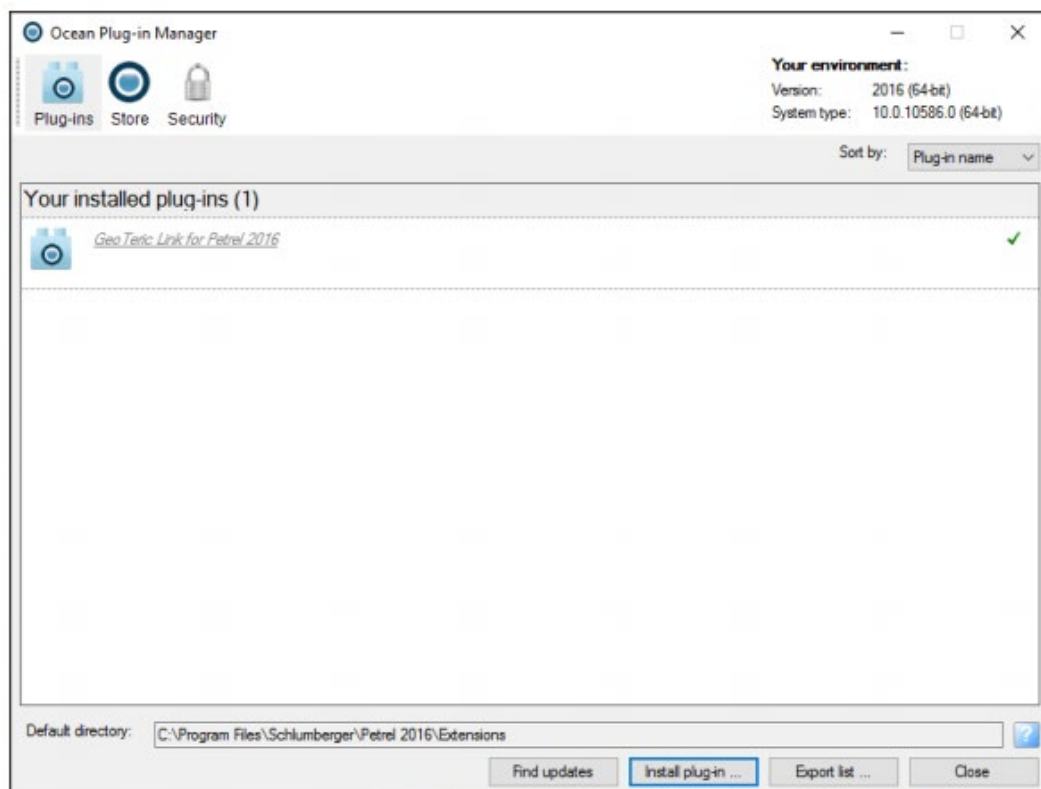 Ocean Plug-in Manager
Plug-ins Store Security
Your environment:
Version: 2016 (64-bit)
System type: 10.0.10586.0 (64-bit)
Sort by: Plug-in name
Your installed plug-ins (1)
GeoTeric Link for Petrel 2016
Default directory: C:\Program Files\Schlumberger\Petrel 2016\Extensions
?
Find updates Install plug-in ... Export list ... Close